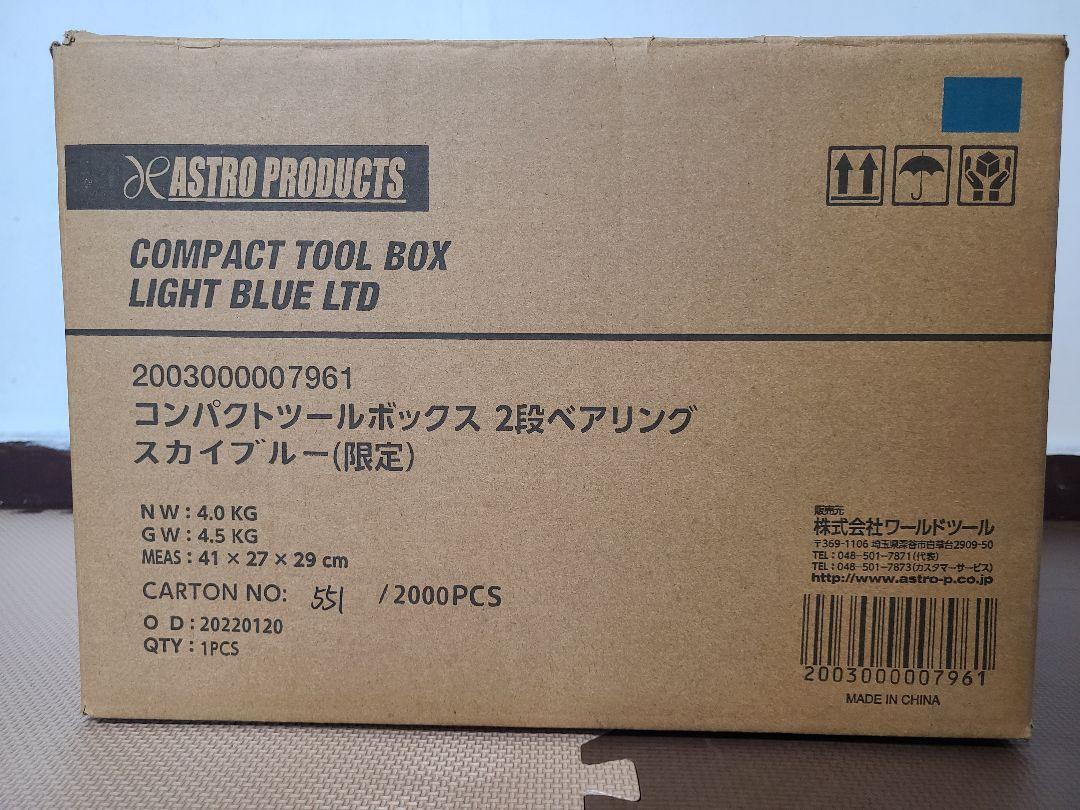 ASTRO PRODUCTS
COMPACT TOOL BOX
LIGHT BLUE LTD
2003000007961
コンパクトツールボックス 2段ベアリング
スカイブルー(限定)
NW : 4.0 KG
GW : 4.5 KG
MEAS : 41 × 27 × 29 cm
CARTON NO: 551 /2000PCS
O D : 20220120
QTY : 1PCS
販売元
株式会社ワールドツール
〒369-1106 埼玉県深谷市白草台2909-50
TEL : 048-501-7871(代表)
TEL : 048-501-7873(カスタマーサービス)
http://www.astro-p.co.jp
2003000007961
MADE IN CHINA